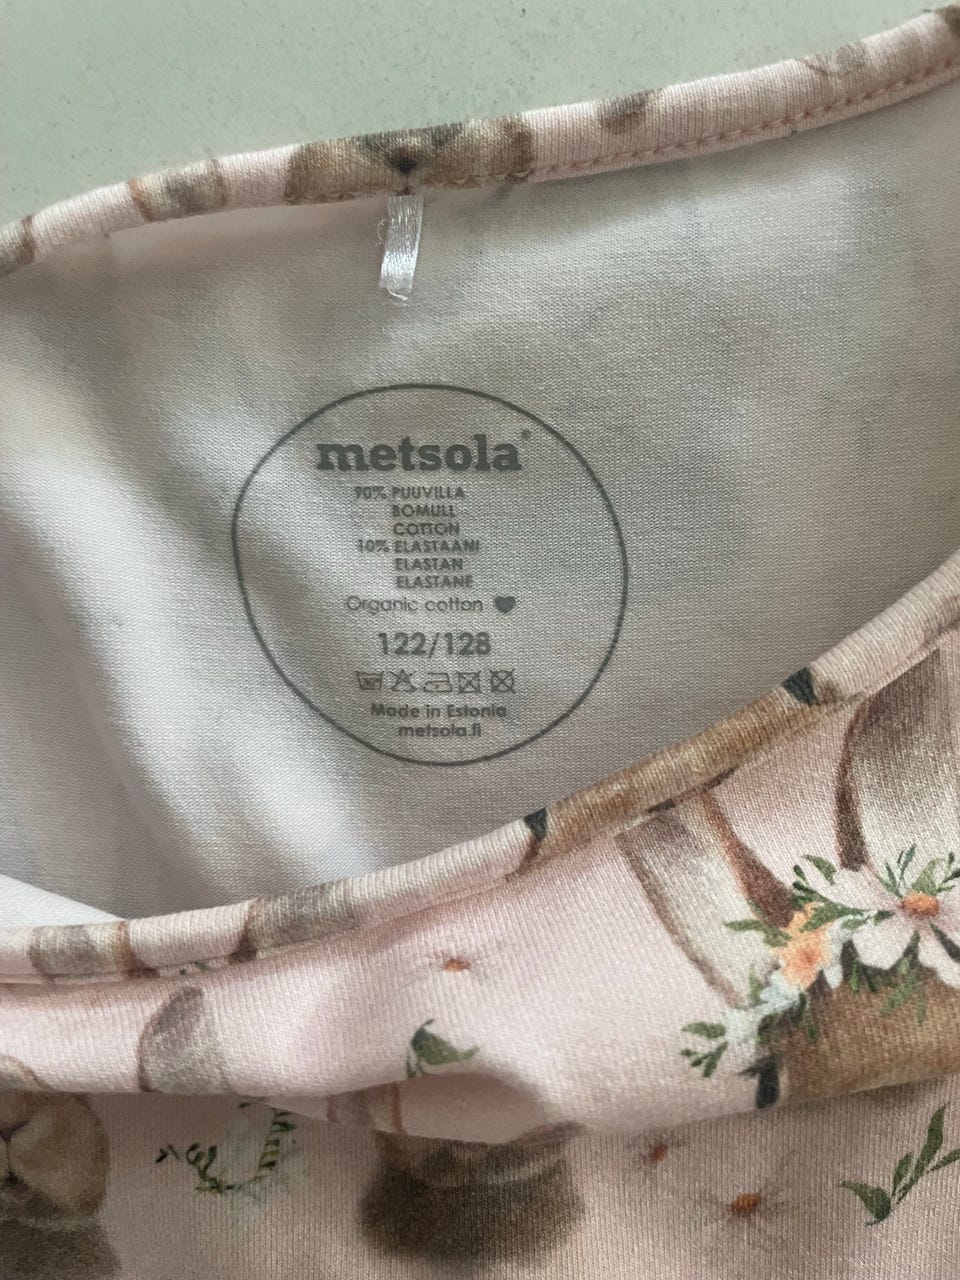 metsola®
90% PUUVILLA
BOMULL
COTTON
10% ELASTAANI
ELASTAN
ELASTANE
Organic cotton
122/128
Made in Estonia
metsola.fi